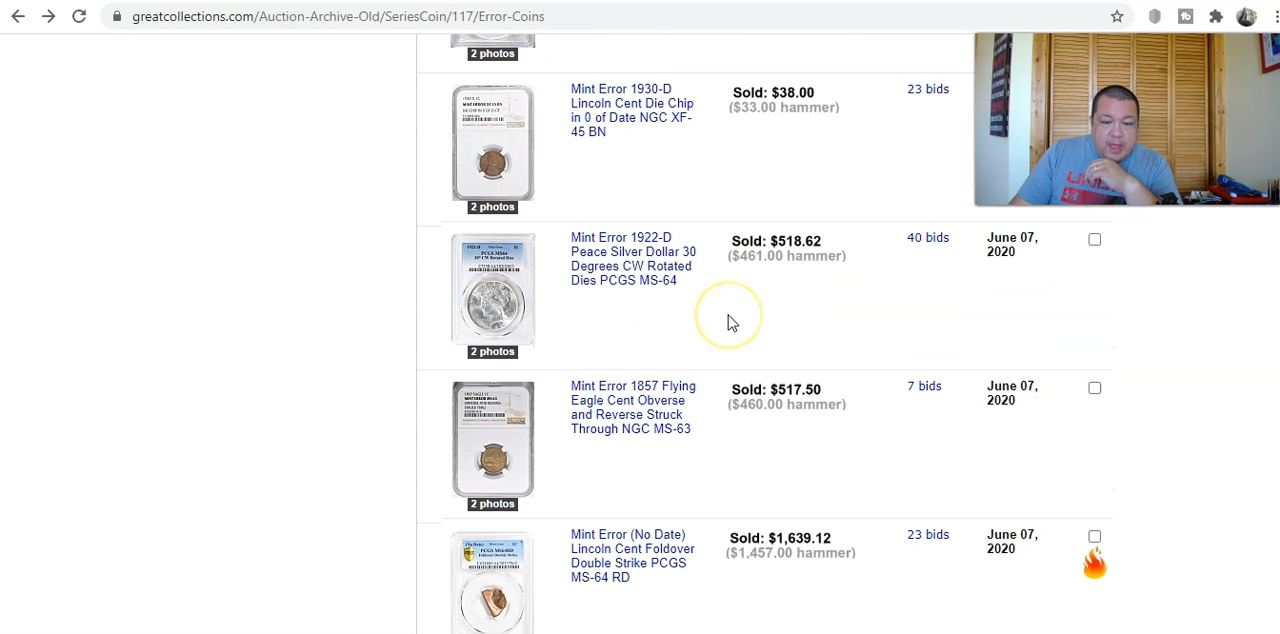 greatcollections.com/Auction-Archive-Old/SeriesCoin/117/Error-Coins
2 photos
Mint Error 1930-D
Lincoln Cent Die Chip
in 0 of Date NGC XF-
45 BN
Sold: $38.00
($33.00 hammer)
23 bids
2 photos
Mint Error 1922-D
Peace Silver Dollar 30
Degrees CW Rotated
Dies PCGS MS-64
Sold: $518.62
($461.00 hammer)
40 bids
June 07,
2020
PCGS MS64
2 photos
Mint Error 1857 Flying
Eagle Cent Obverse
and Reverse Struck
Through NGC MS-63
Sold: $517.50
($460.00 hammer)
7 bids
June 07,
2020
2 photos
Mint Error (No Date)
Lincoln Cent Foldover
Double Strike PCGS
MS-64 RD
Sold: $1,639.12
($1,457.00 hammer)
23 bids
June 07,
2020
PCGS MS64RD